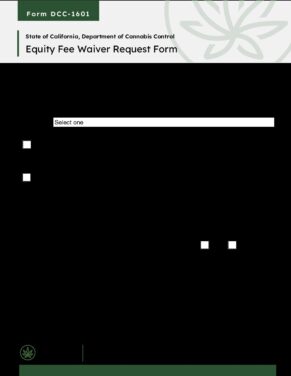 Form DCC-1601
State of California, Department of Cannabis Control
Equity Fee Waiver Request Form
Select one